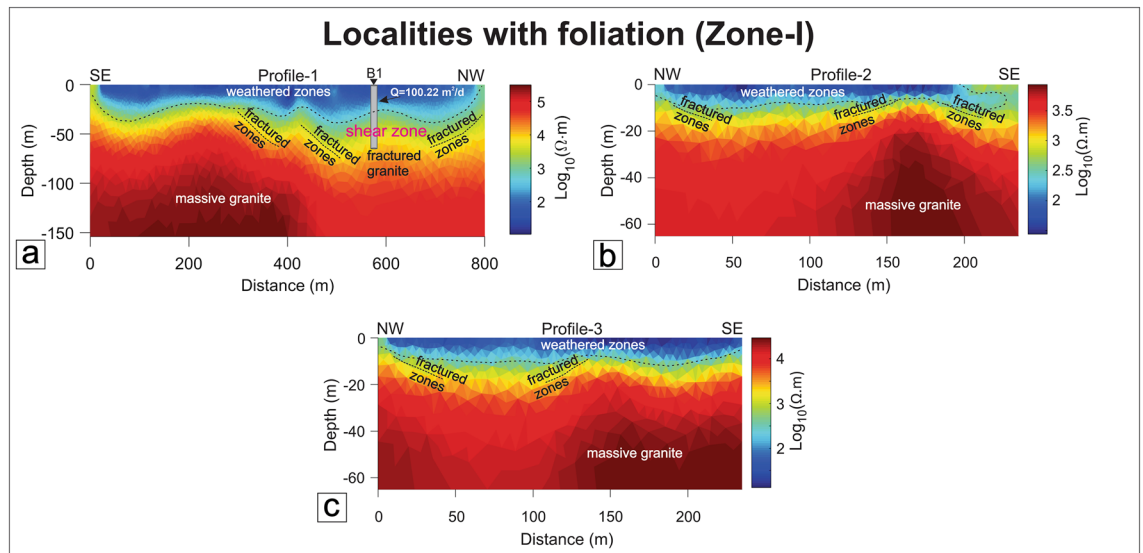 Localities with foliation (Zone-I)
SE
Profile-1
B1
NW
Q=100.22 m³/d
weathered zones
shear zone
fractured
zones
fractured
zones
fractured
zones
fractured
granite
massive granite
0
-50
-100
-150
Depth (m)
0
200
400
600
800
Distance (m)
5
4
3
2
Log10(Ω.m)
a
NW
Profile-2
SE
weathered zones
fractured
zones
fractured
zones
fractured
zones
massive granite
0
-20
-40
-60
Depth (m)
0
50
100
150
200
Distance (m)
3.5
3
2.5
2
Log10(Ω.m)
b
NW
Profile-3
SE
weathered zones
fractured
zones
fractured
zones
massive granite
0
-20
-40
-60
Depth (m)
0
50
100
150
200
Distance (m)
4
3
2
Log10(Ω.m)
c